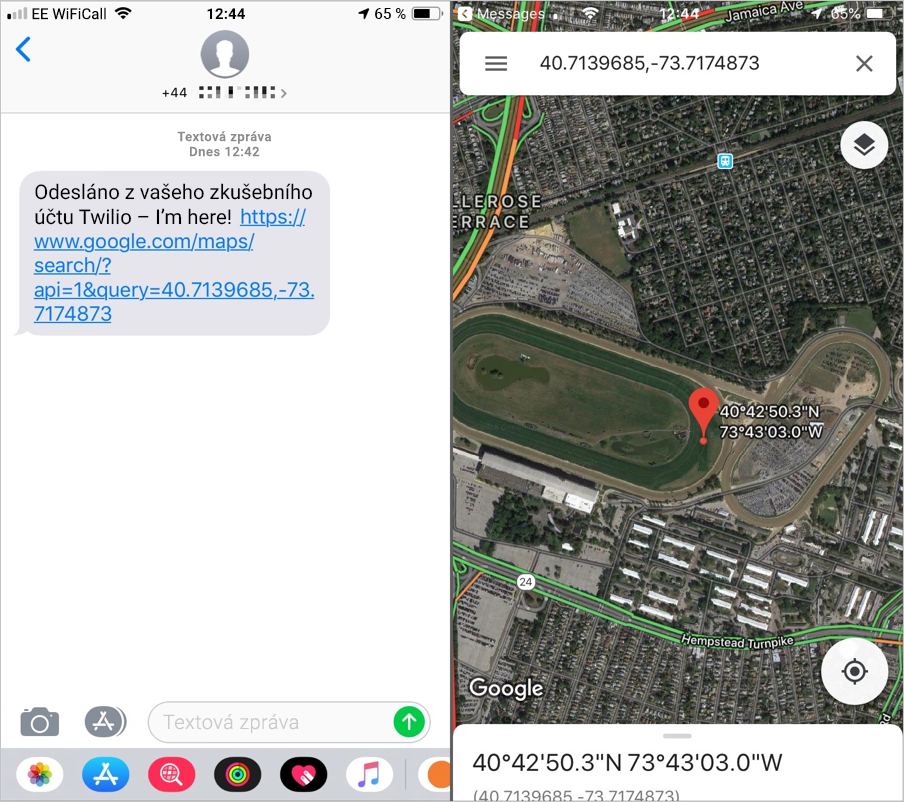 EE WiFiCall
12:44
65 %
+44
Textová zpráva
Dnes 12:42
Odesláno z vašeho zkušebního
účtu Twilio – I’m here! https://
www.google.com/maps/
search/?
api=1&query=40.7139685,-73.
7174873
Textová zpráva
Messages
12:44
65%
Jamaica Ave
40.7139685,-73.7174873
LLEROSE
ERRACE
40°42'50.3"N
73°43'03.0"W
24
Hempstead Turnpike
Google
Rd
40°42'50.3"N 73°43'03.0"W
(40.7139685,-73.7174873)